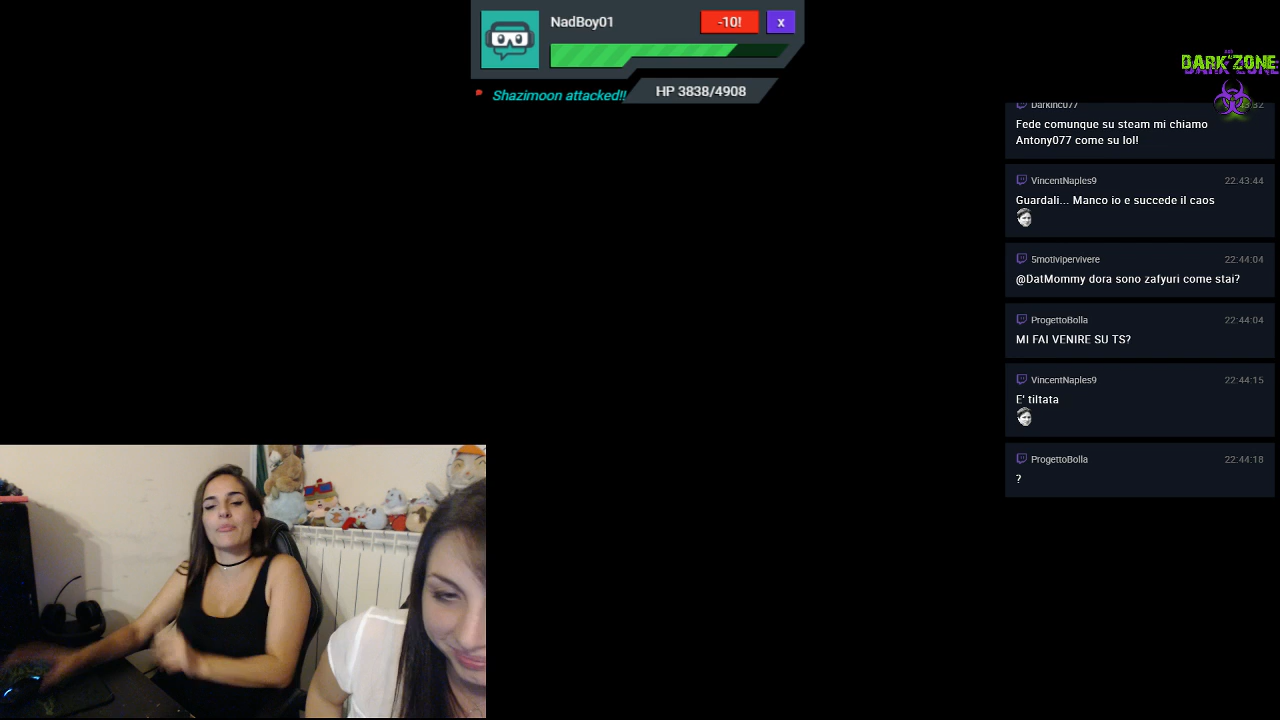 NadBoy01
-10!
x
Shazimoon attacked!!
HP 3838/4908
DARK ZONE
Darkinc077
Fede comunque su steam mi chiamo
Antony077 come su lol!
VincentNaples9
22:43:44
Guardali... Manco io e succede il caos
5motivipervivere
22:44:04
@DatMommy dora sono zafyuri come stai?
ProgettoBolla
22:44:04
MI FAI VENIRE SU TS?
VincentNaples9
22:44:15
E' tiltata
ProgettoBolla
22:44:18
?